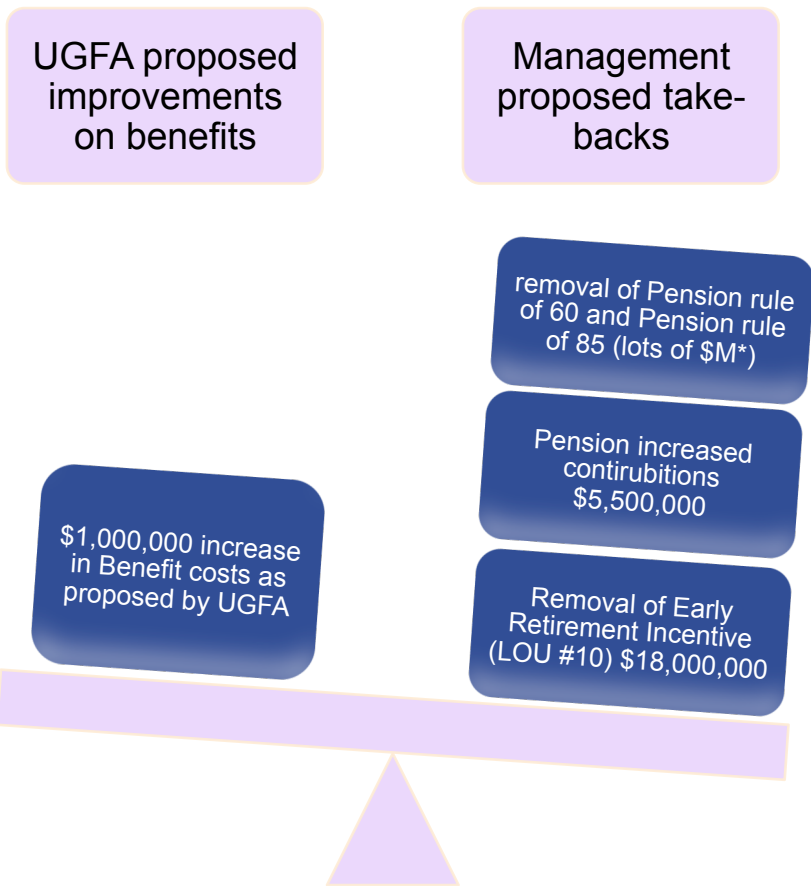 UGFA proposed
improvements
on benefits
Management
proposed take-
backs
removal of Pension rule
of 60 and Pension rule
of 85 (lots of $M*)
Pension increased
contirubitions
$5,500,000
$1,000,000 increase
in Benefit costs as
proposed by UGFA
Removal of Early
Retirement Incentive
(LOU #10) $18,000,000